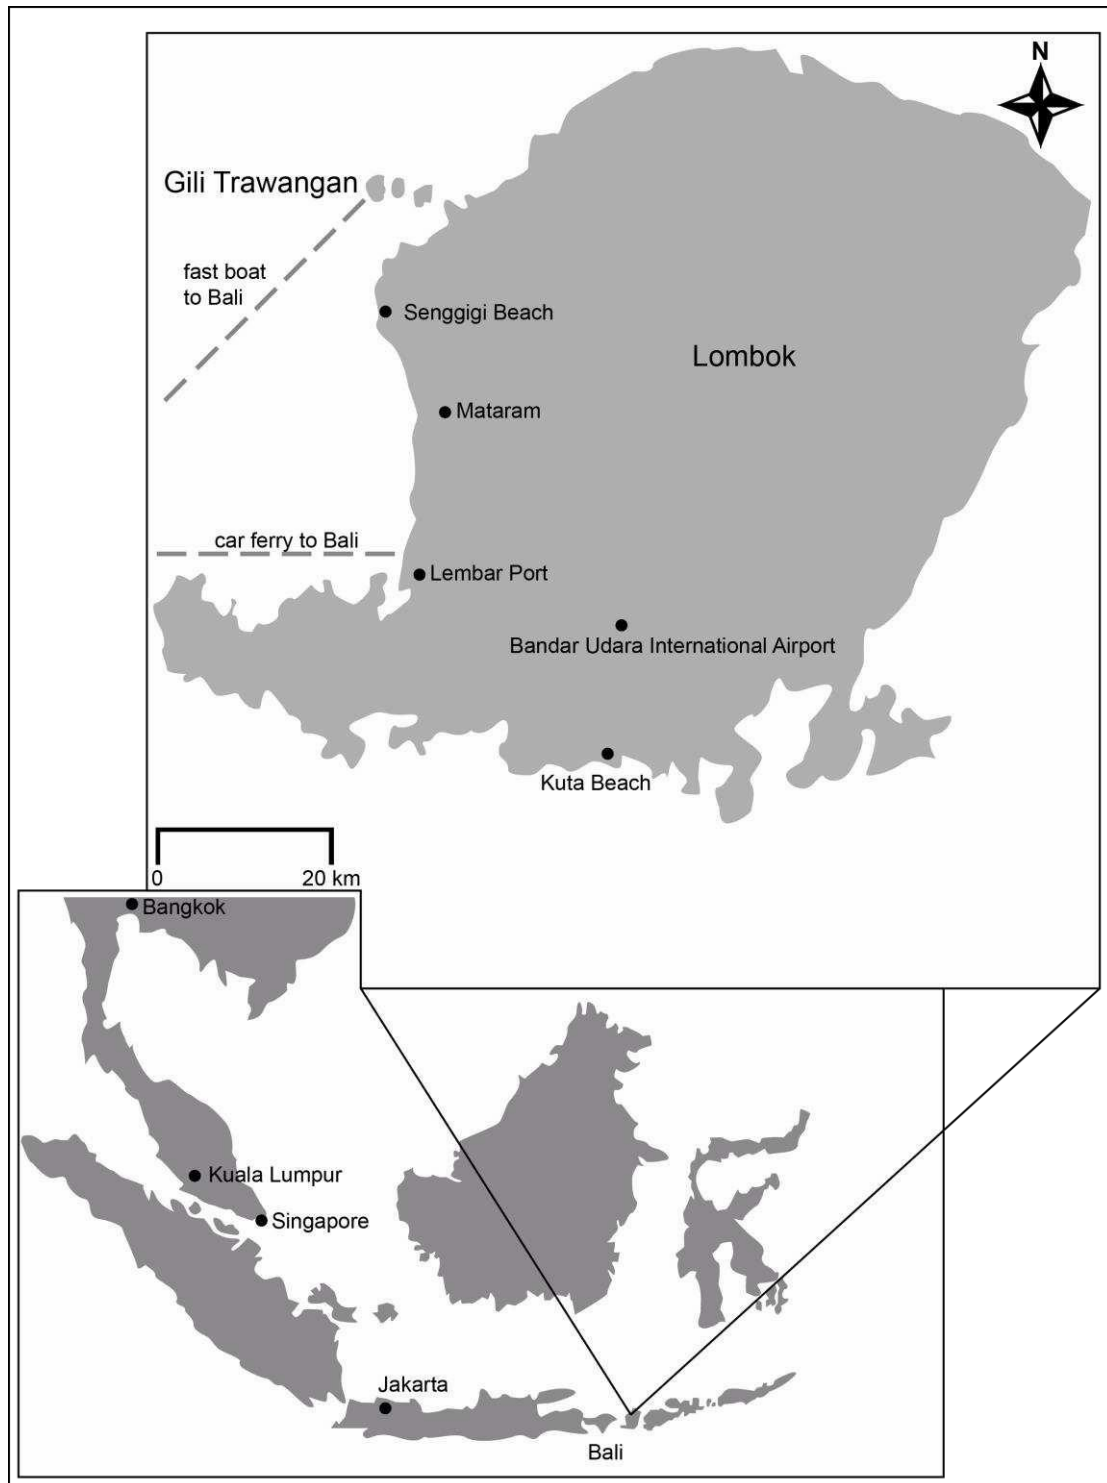 N
Gili Trawangan
fast boat
to Bali
Senggigi Beach
Lombok
Mataram
car ferry to Bali
Lembar Port
Bandar Udara International Airport
Kuta Beach
0
20 km
Bangkok
Kuala Lumpur
Singapore
Jakarta
Bali